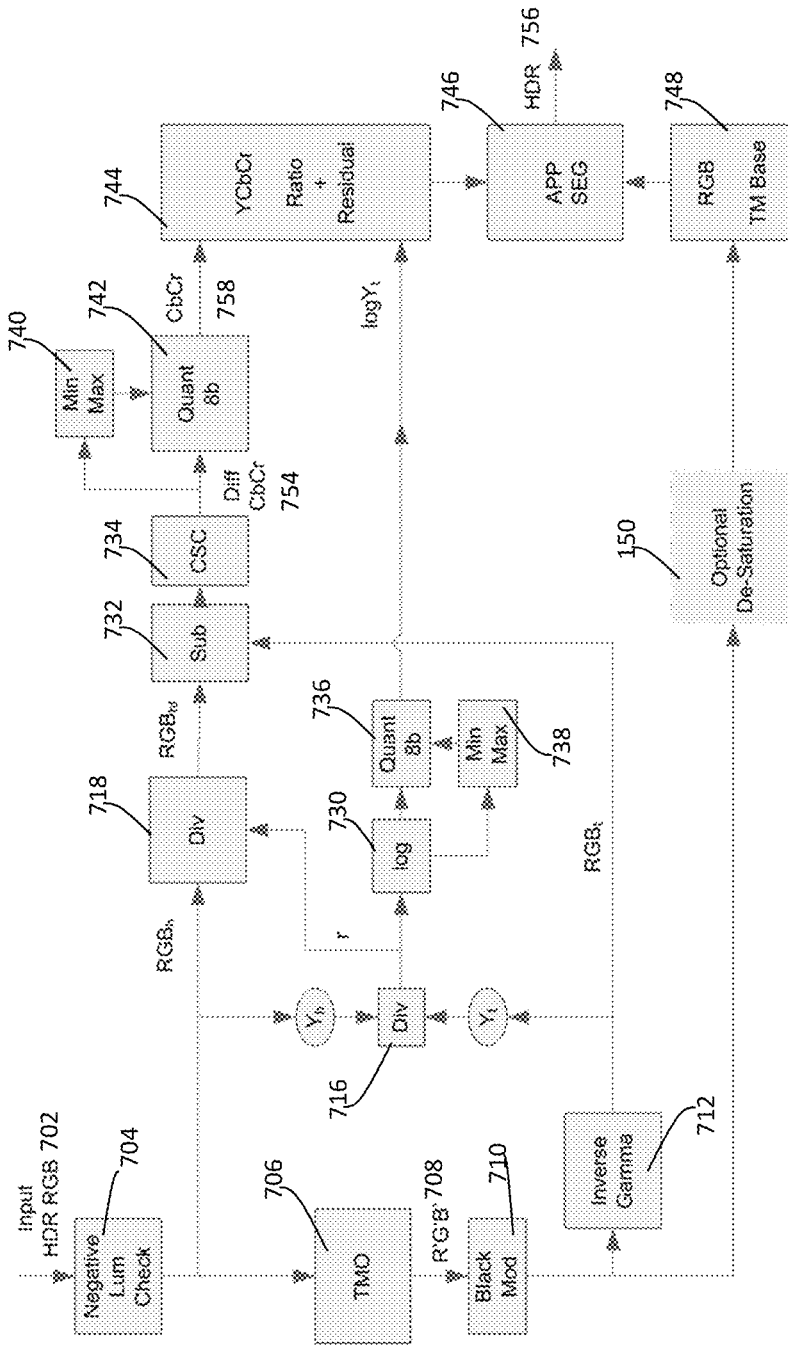 Input
HDR RGB 702
Negative
Lum
Check
704
TMO
706
R'G'B' 708
Black
Mod
710
Inverse
Gamma
712
Yh
Div
716
Yt
r
RGBh
Div
718
log
730
Quant
8b
736
Min
Max
738
RGBt
Sub
732
CSC
734
Diff
CbCr
754
Min
Max
740
Quant
8b
742
CbCr
758
logYt
YCbCr
Ratio
+
Residual
744
APP
SEG
746
HDR 756
Optional
De-Saturation
150
RGB
TM Base
748